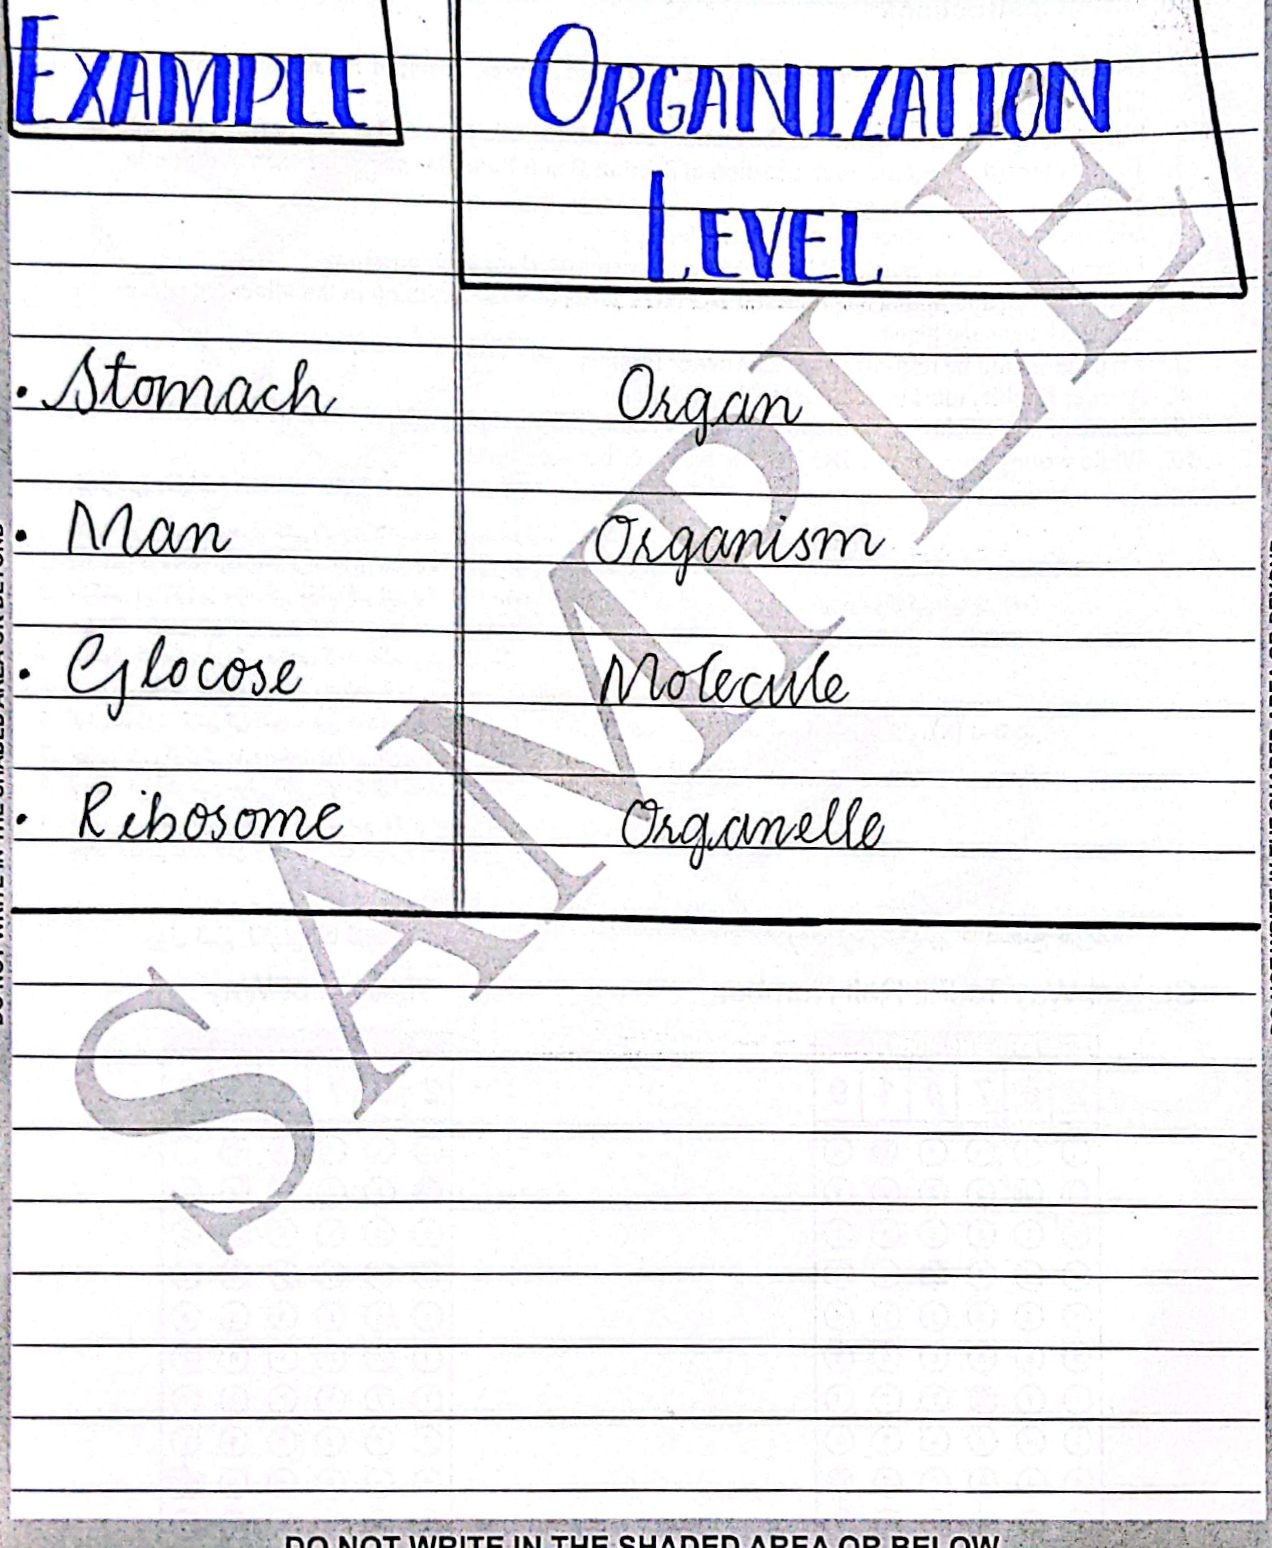 EXAMPLE ORGANIZATION
LEVEL
. Stomach Organ
. Man Organism
. Glocose Molecule
. Ribosome Organelle
SAMPLE
DO NOT WRITE IN THE SHADED AREA OR BELOW